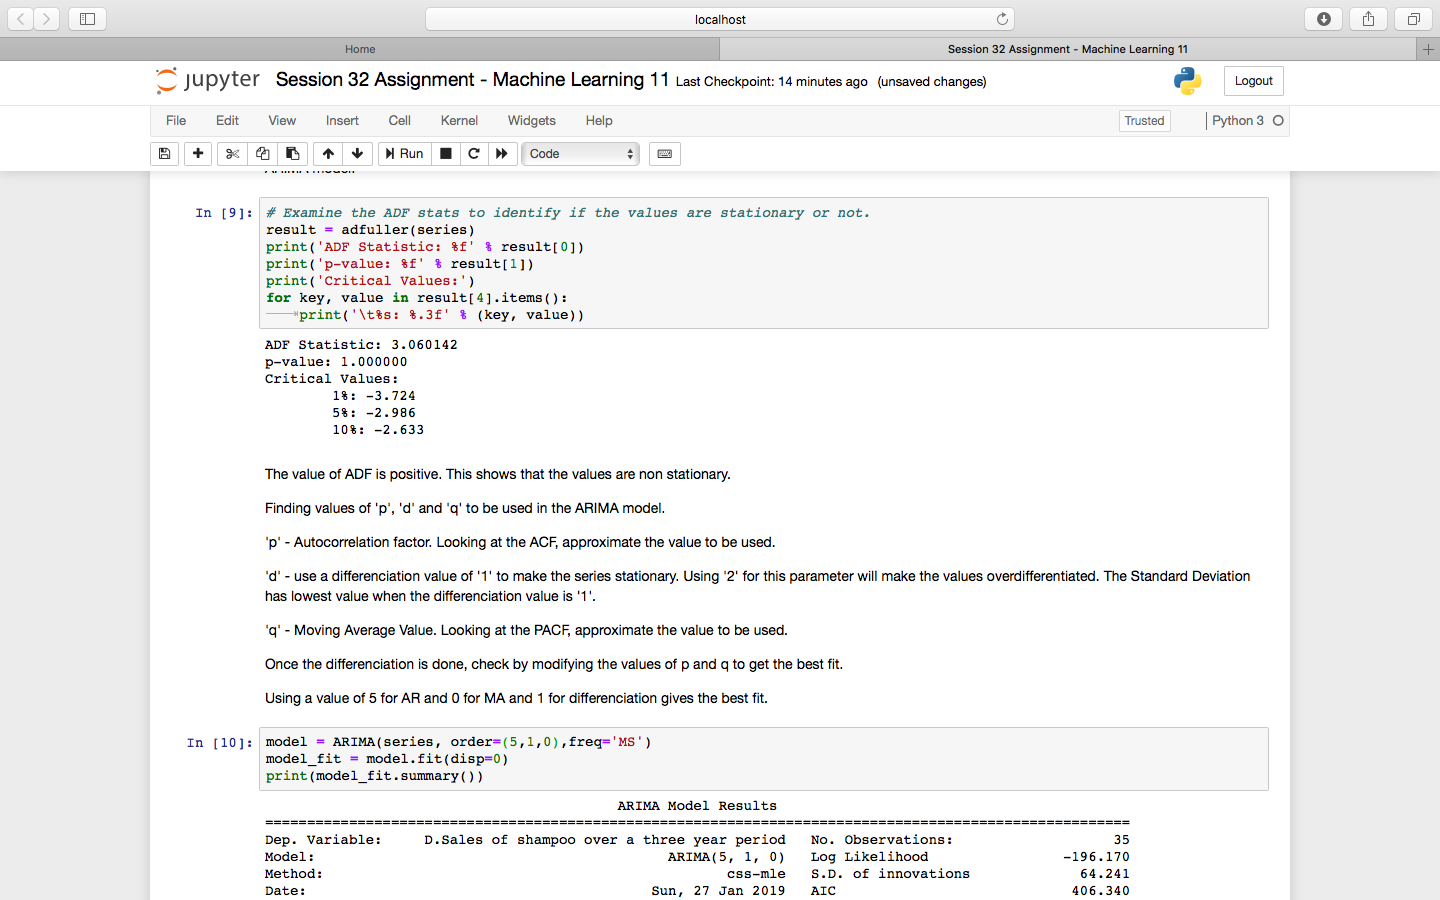 localhost
Home
Session 32 Assignment - Machine Learning 11
jupyter Session 32 Assignment - Machine Learning 11 Last Checkpoint: 14 minutes ago (unsaved changes)
Logout
File Edit View Insert Cell Kernel Widgets Help
Trusted
Python 3
Run
Code
ARIMA model.
In [9]:
# Examine the ADF stats to identify if the values are stationary or not.
result = adfuller(series)
print('ADF Statistic: %f' % result[0])
print('p-value: %f' % result[1])
print('Critical Values:')
for key, value in result[4].items():
print('\t%s: %.3f' % (key, value))
ADF Statistic: 3.060142
p-value: 1.000000
Critical Values:
1%: -3.724
5%: -2.986
10%: -2.633
The value of ADF is positive. This shows that the values are non stationary.
Finding values of 'p', 'd' and 'q' to be used in the ARIMA model.
'p' - Autocorrelation factor. Looking at the ACF, approximate the value to be used.
'd' - use a differenciation value of '1' to make the series stationary. Using '2' for this parameter will make the values overdifferentiated. The Standard Deviation
has lowest value when the differenciation value is '1'.
'q' - Moving Average Value. Looking at the PACF, approximate the value to be used.
Once the differenciation is done, check by modifying the values of p and q to get the best fit.
Using a value of 5 for AR and 0 for MA and 1 for differenciation gives the best fit.
In [10]:
model = ARIMA(series, order=(5,1,0),freq='MS')
model_fit = model.fit(disp=0)
print(model_fit.summary())
ARIMA Model Results
==============================================================================
Dep. Variable: D.Sales of shampoo over a three year period No. Observations: 35
Model: ARIMA(5, 1, 0) Log Likelihood -196.170
Method: css-mle S.D. of innovations 64.241
Date: Sun, 27 Jan 2019 AIC 406.340